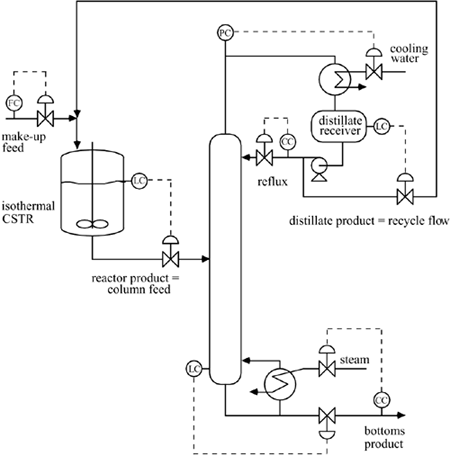 PC
cooling
water
FC
make-up
feed
distillate
receiver
LC
CC
reflux
LC
isothermal
CSTR
distillate product = recycle flow
reactor product =
column feed
LC
steam
CC
bottoms
product